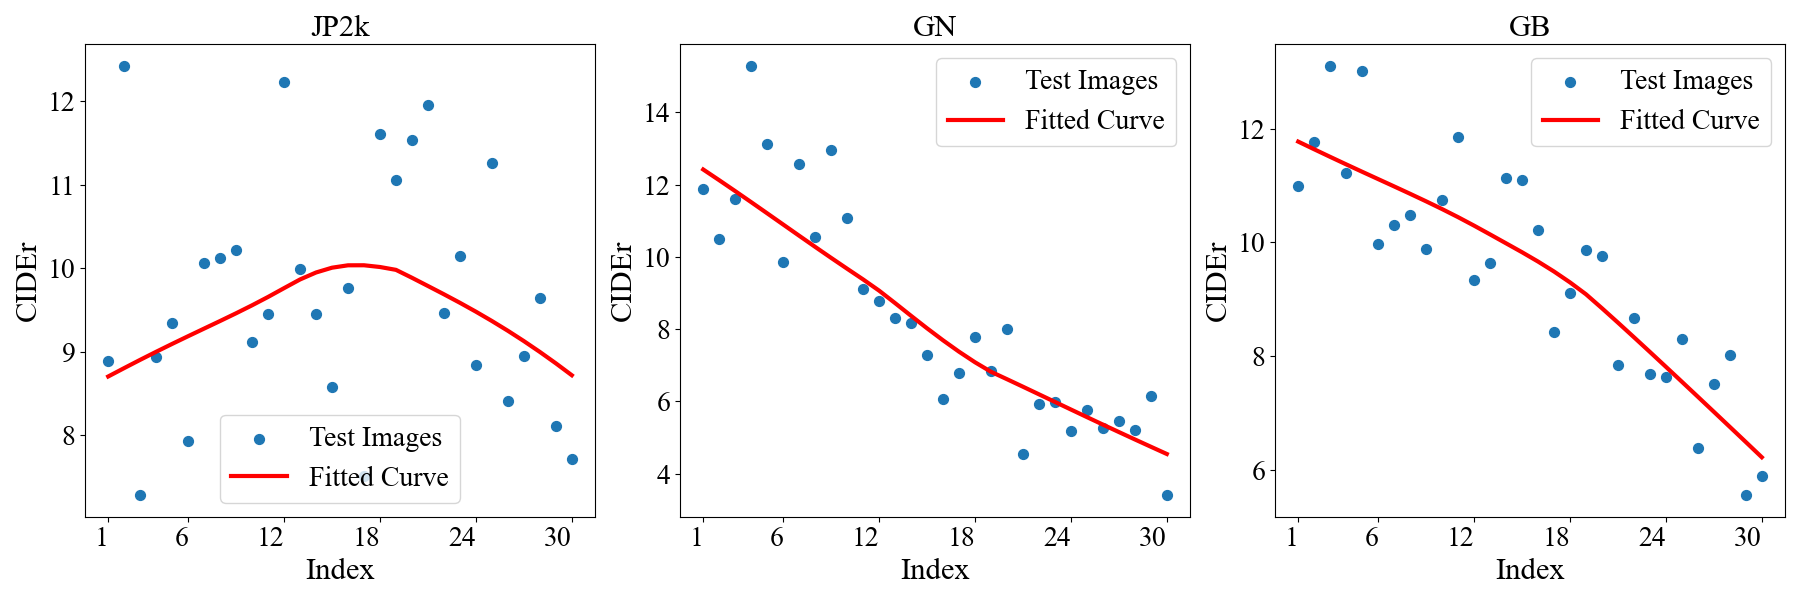 JP2k
12
11
10
9
8
CIDEr
Test Images
Fitted Curve
1 6 12 18 24 30
Index
GN
14
12
10
8
6
4
CIDEr
Test Images
Fitted Curve
1 6 12 18 24 30
Index
GB
12
10
8
6
CIDEr
Test Images
Fitted Curve
1 6 12 18 24 30
Index